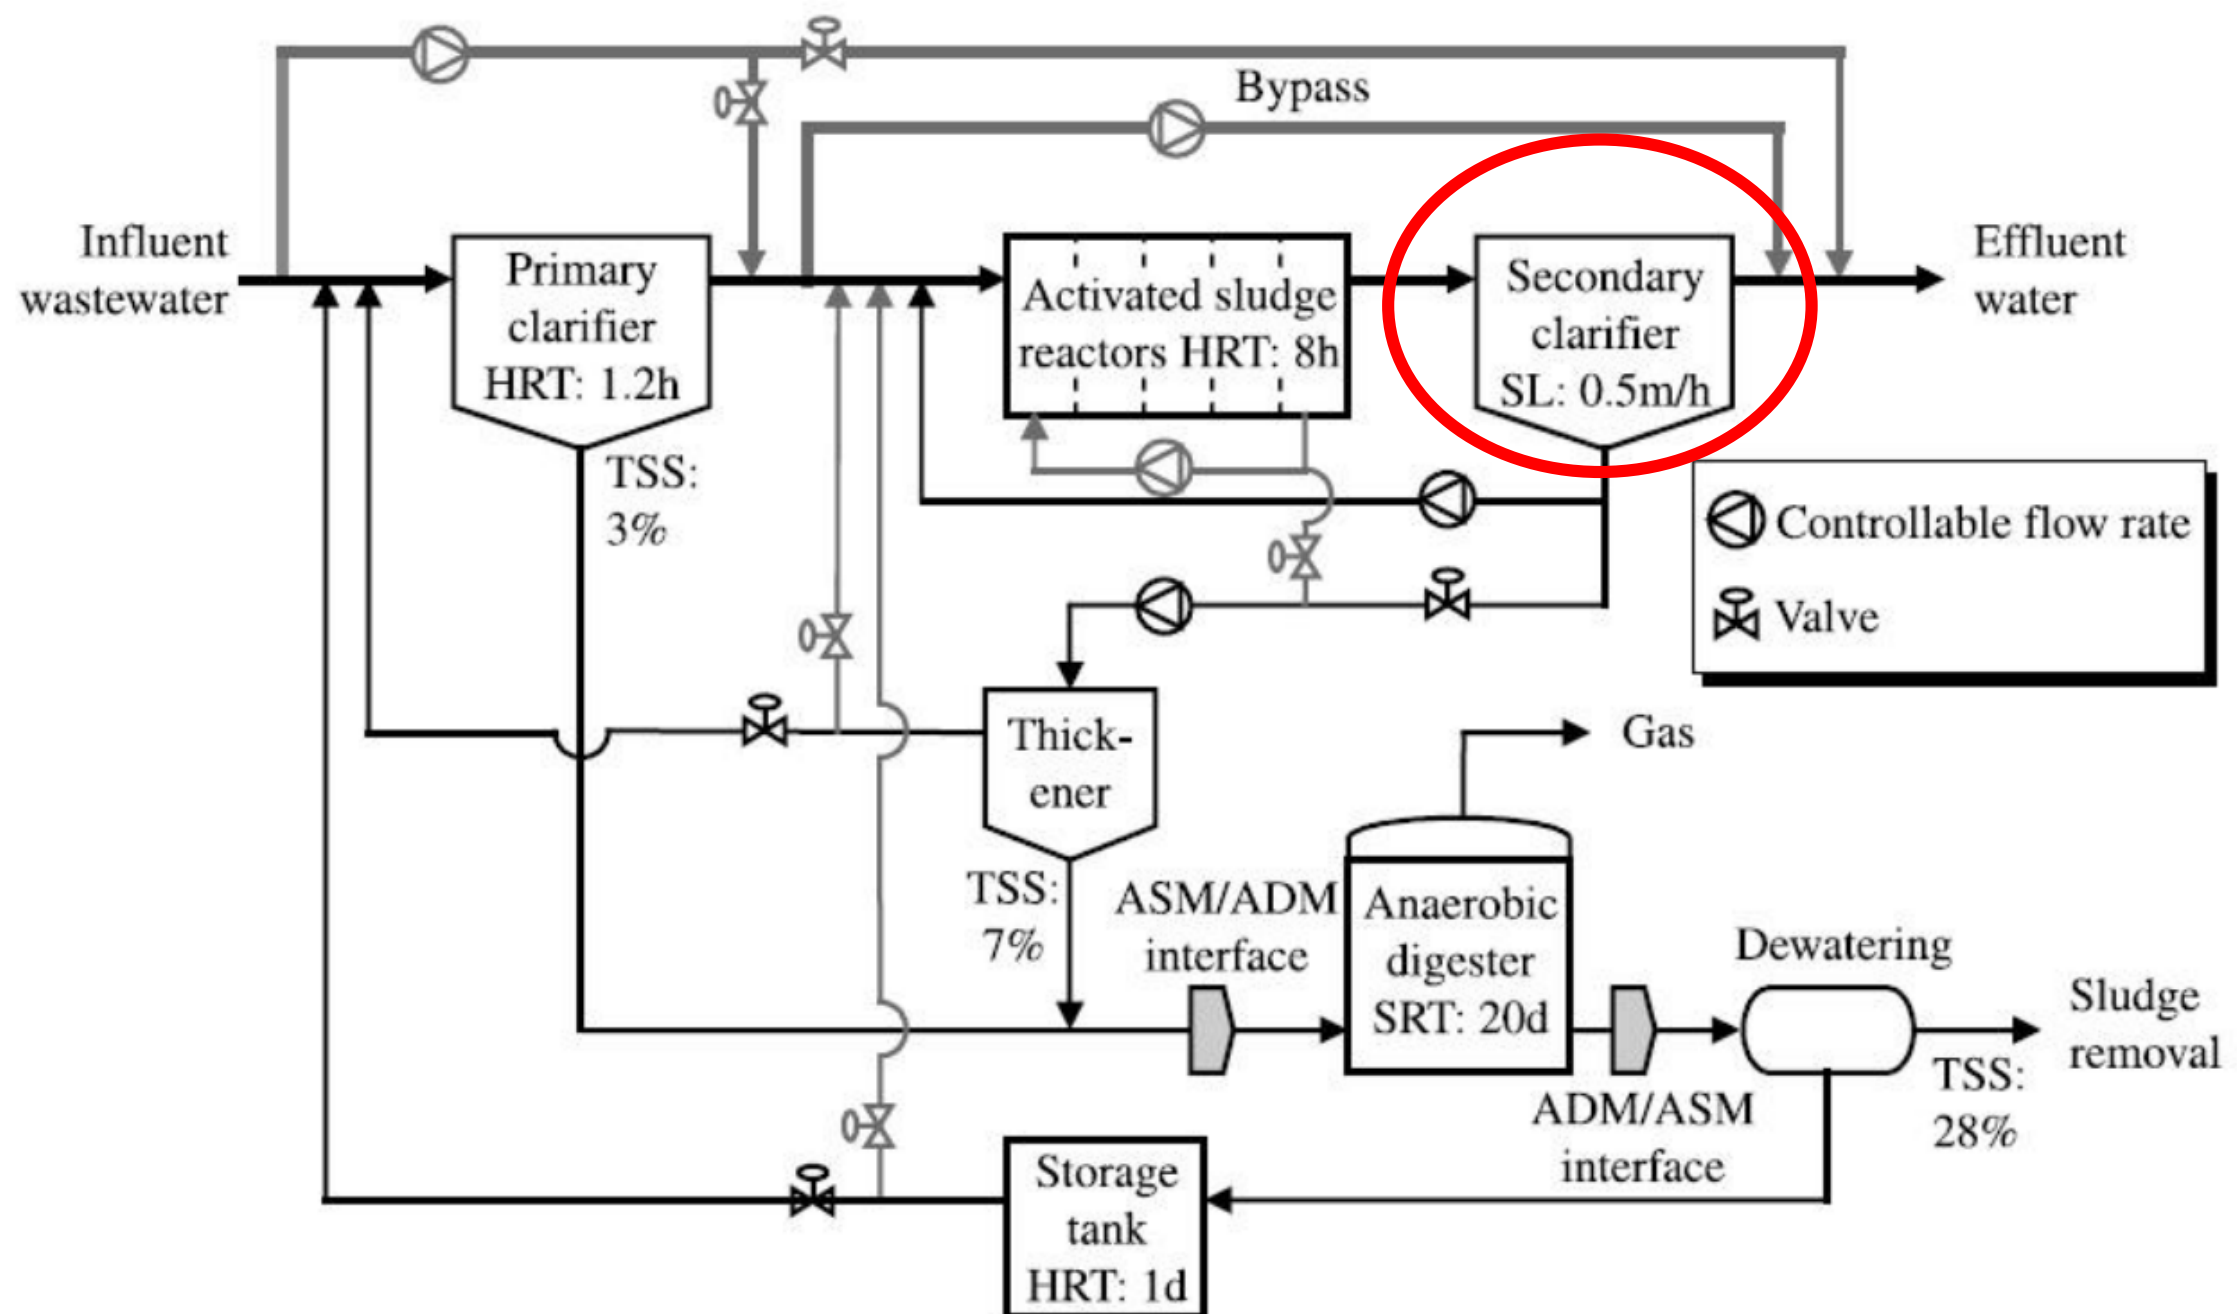 Bypass
Influent
wastewater
Primary
clarifier
HRT: 1.2h
Activated sludge
reactors HRT: 8h
Secondary
clarifier
SL: 0.5m/h
Effluent
water
TSS:
3%
Controllable flow rate
Valve
Thick-
ener
Gas
TSS:
7%
ASM/ADM
interface
Anaerobic
digester
SRT: 20d
Dewatering
Sludge
removal
TSS:
28%
ADM/ASM
interface
Storage
tank
HRT: 1d